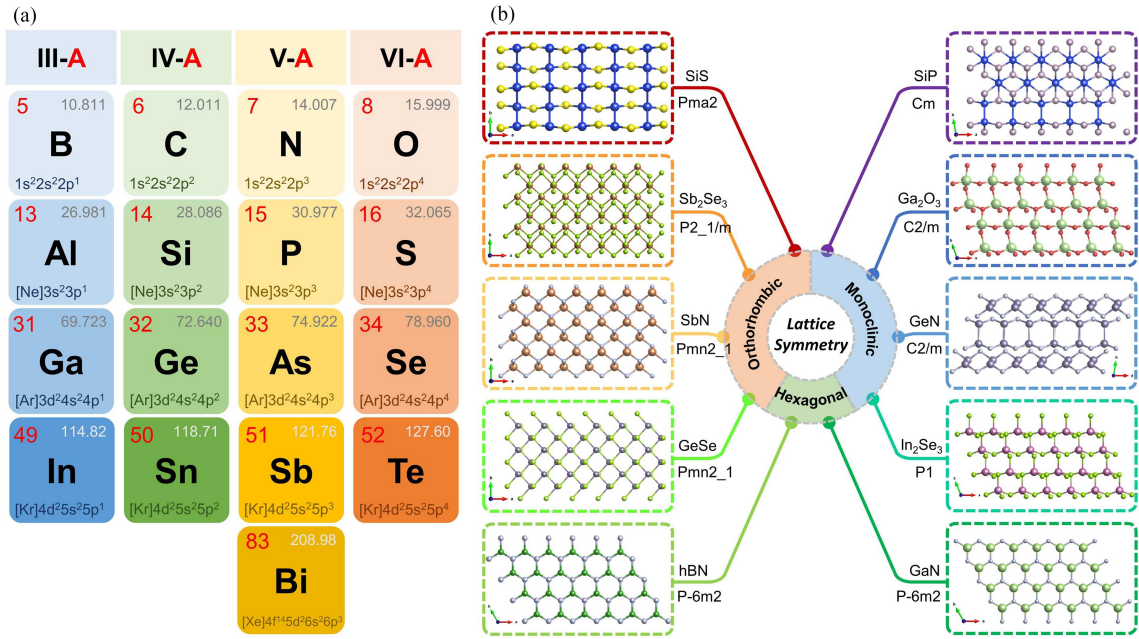 (a)
III-A IV-A V-A VI-A
5 10.811 6 12.011 7 14.007 8 15.999
B C N O
1s²2s²2p¹ 1s²2s²2p² 1s²2s²2p³ 1s²2s²2p⁴
13 26.981 14 28.086 15 30.977 16 32.065
Al Si P S
[Ne]3s²3p¹ [Ne]3s²3p² [Ne]3s²3p³ [Ne]3s²3p⁴
31 69.723 32 72.640 33 74.922 34 78.960
Ga Ge As Se
[Ar]3d²4s²4p¹ [Ar]3d²4s²4p² [Ar]3d²4s²4p³ [Ar]3d²4s²4p⁴
49 114.82 50 118.71 51 121.76 52 127.60
In Sn Sb Te
[Kr]4d²5s²5p¹ [Kr]4d²5s²5p² [Kr]4d²5s²5p³ [Kr]4d²5s²5p⁴
83 208.98
Bi
[Xe]4f¹⁴5d²6s²6p³
(b)
SiS
Pma2
Sb₂Se₃
P2_1/m
SbN
Pmn2_1
GeSe
Pmn2_1
hBN
P-6m2
Orthorhombic
Monoclinic
Hexagonal
Lattice
Symmetry
SiP
Cm
Ga₂O₃
C2/m
GeN
C2/m
In₂Se₃
P1
GaN
P-6m2